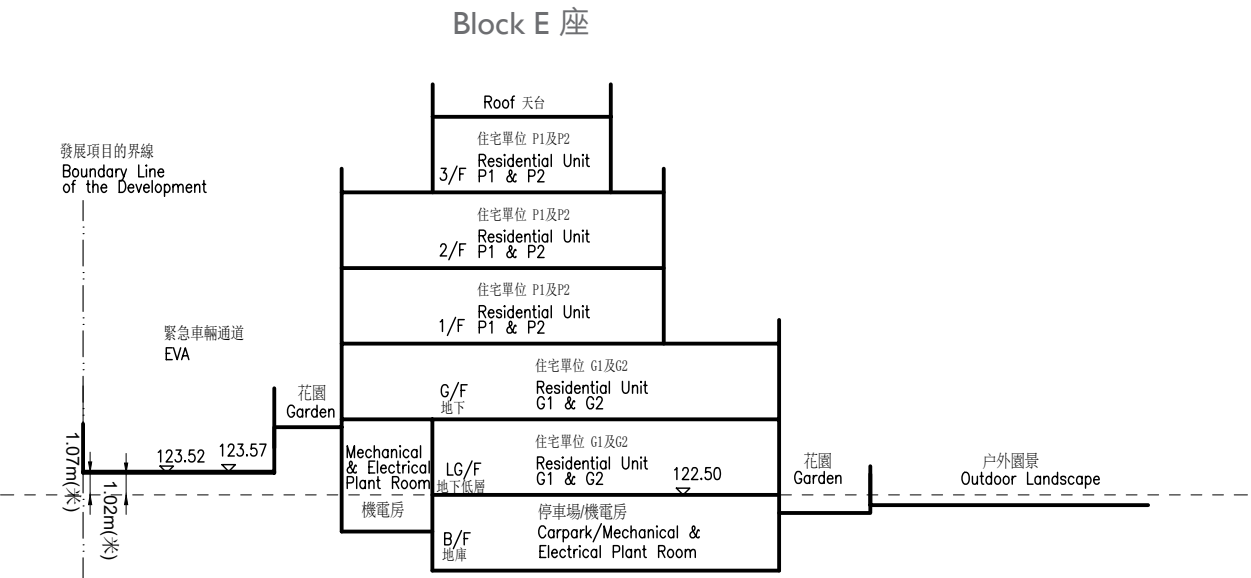 Block E 座
Roof 天台
發展項目的界線
Boundary Line
of the Development
住宅單位 P1及P2
Residential Unit
3/F P1 & P2
住宅單位 P1及P2
Residential Unit
2/F P1 & P2
住宅單位 P1及P2
Residential Unit
1/F P1 & P2
緊急車輛通道
EVA
花園
Garden
住宅單位 G1及G2
G/F Residential Unit
地下 G1 & G2
1.07m(米)
1.02m(米)
123.52
123.57
Mechanical
& Electrical
Plant Room
機電房
住宅單位 G1及G2
LG/F Residential Unit
地下低層 G1 & G2
122.50
停車場/機電房
B/F Carpark/Mechanical &
地庫 Electrical Plant Room
花園
Garden
户外園景
Outdoor Landscape